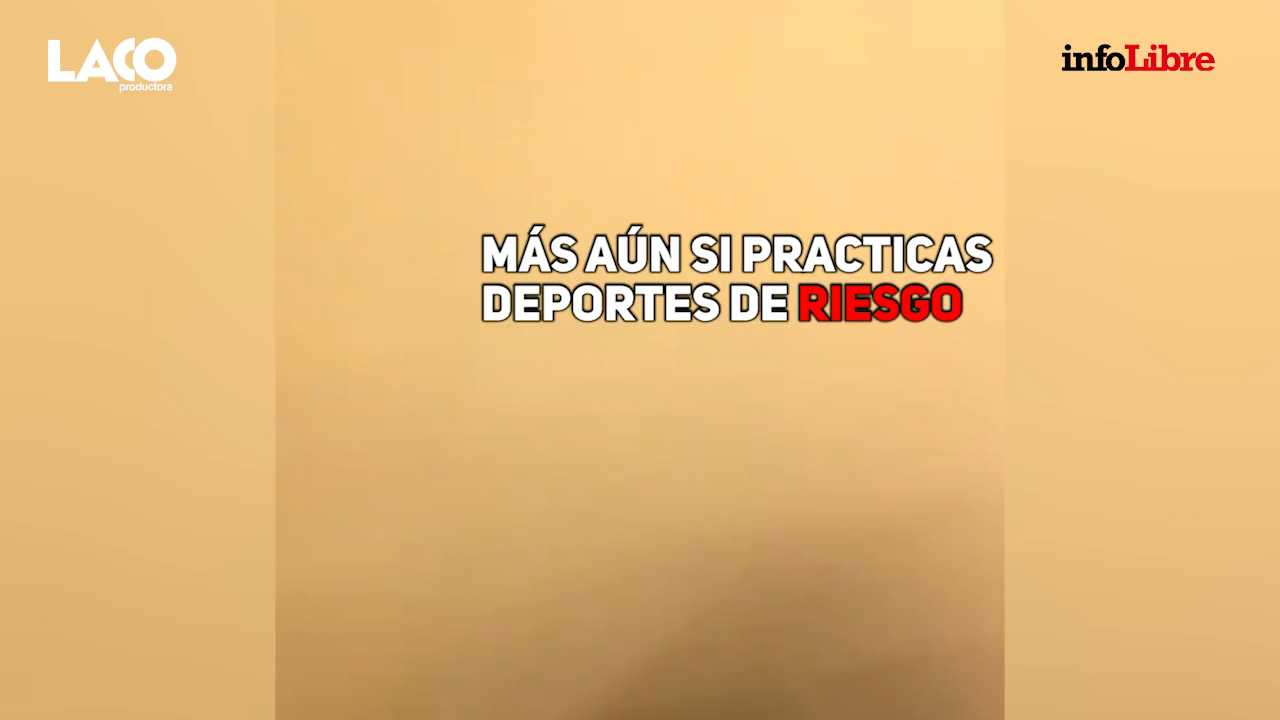 LACO
productora
infoLibre
MÁS AÚN SI PRACTICAS
DEPORTES DE RIESGO